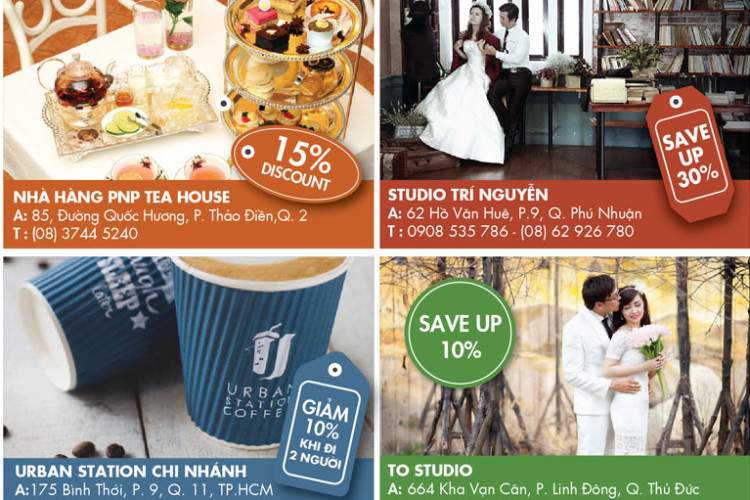 15%
DISCOUNT
NHÀ HÀNG PNP TEA HOUSE
A: 85, Đường Quốc Hương, P. Thảo Điền,Q. 2
T : (08) 3744 5240
SAVE
UP
30%
STUDIO TRÍ NGUYỄN
A: 62 Hồ Văn Huê, P.9, Q. Phú Nhuận
T : 0908 535 786 - (08) 62 926 780
SLEEP
URBAN
STATION
COFFEE
GIẢM
10%
KHI ĐI
2 NGƯỜI
URBAN STATION CHI NHÁNH
A:175 Bình Thới, P. 9, Q. 11, TP.HCM
SAVE UP
10%
TO STUDIO
A: 664 Kha Vạn Cân, P. Linh Đông, Q. Thủ Đức